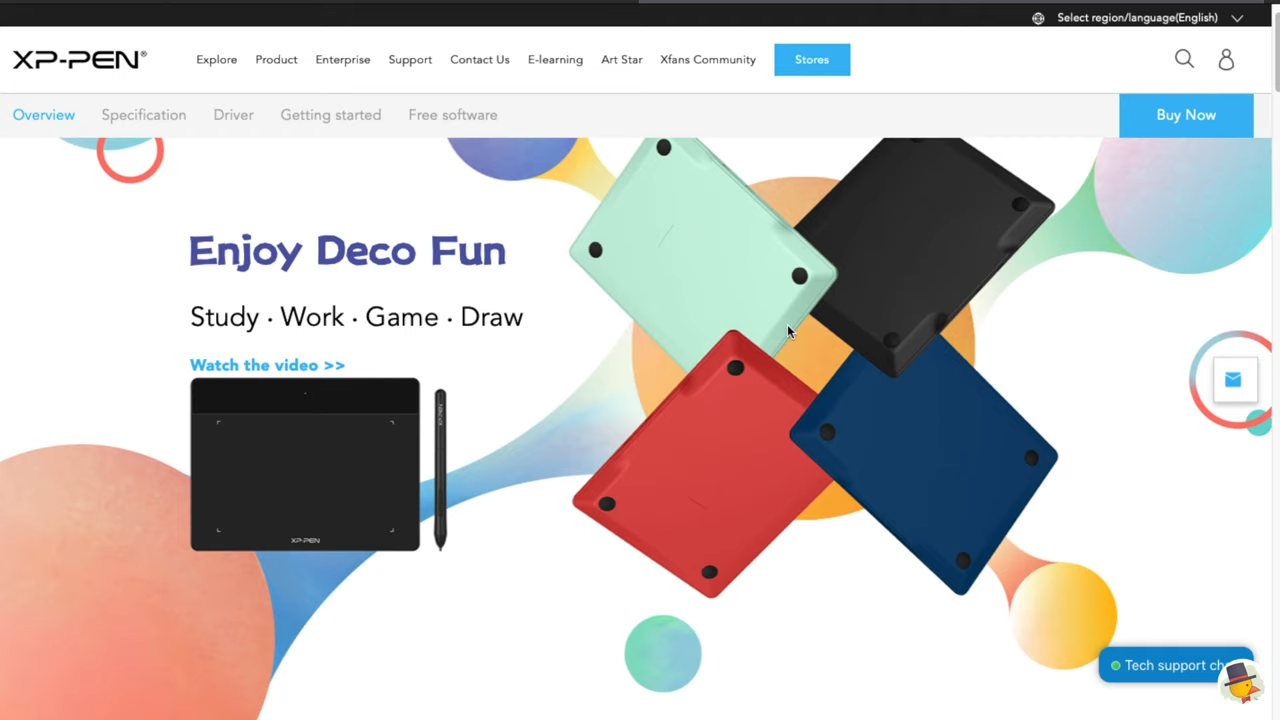 Select region/language(English)
XP-PEN®
Explore Product Enterprise Support Contact Us E-learning Art Star Xfans Community Stores
Overview Specification Driver Getting started Free software Buy Now
Enjoy Deco Fun
Study · Work · Game · Draw
Watch the video >>
XP-PEN
Tech support